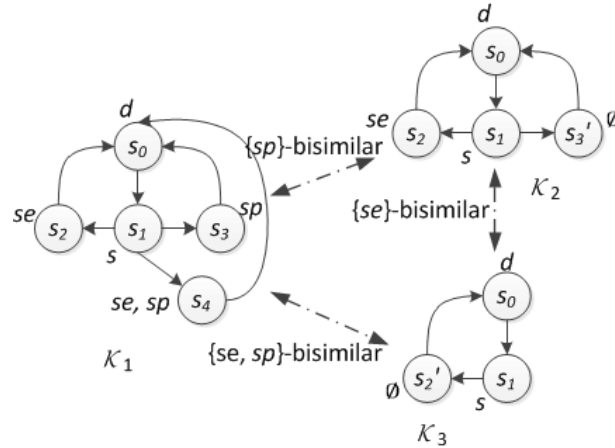 d
s0
se
s2
s1
s3
sp
s
se, sp
s4
K1
{sp}-bisimilar
{se, sp}-bisimilar
d
s0
se
s2
s1
s3'
∅
s
K2
{se}-bisimilar
d
s0
s2'
s1
∅
s
K3